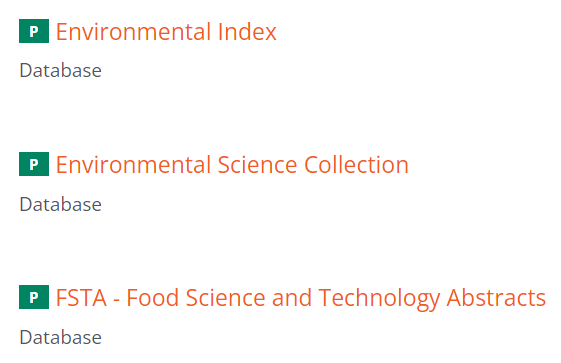 P Environmental Index
Database
P Environmental Science Collection
Database
P FSTA - Food Science and Technology Abstracts
Database